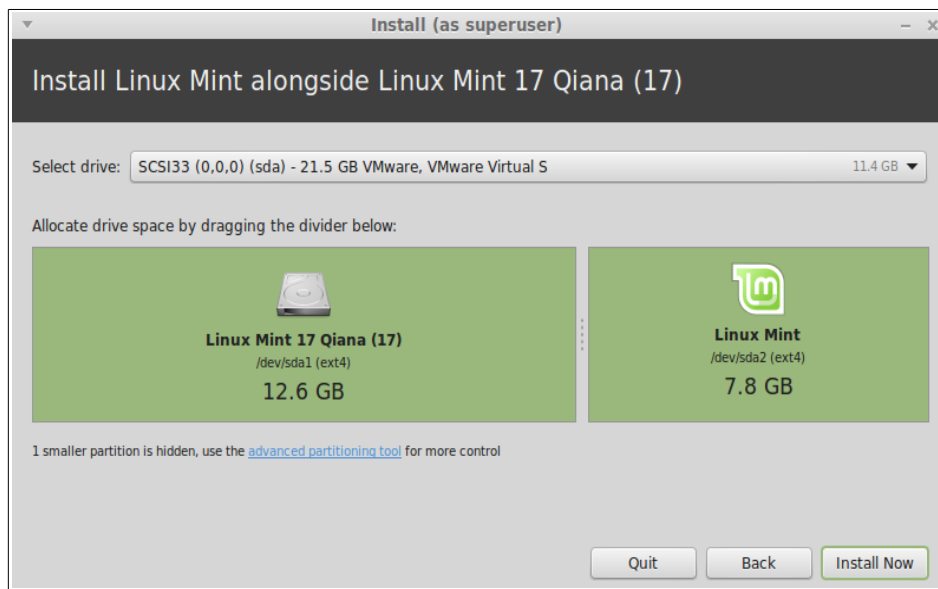 Install (as superuser)
Install Linux Mint alongside Linux Mint 17 Qiana (17)
Select drive: SCSI33 (0,0,0) (sda) - 21.5 GB VMware, VMware Virtual S 11.4 GB
Allocate drive space by dragging the divider below:
Linux Mint 17 Qiana (17)
/dev/sda1 (ext4)
12.6 GB
Linux Mint
/dev/sda2 (ext4)
7.8 GB
1 smaller partition is hidden, use the advanced partitioning tool for more control
Quit Back Install Now